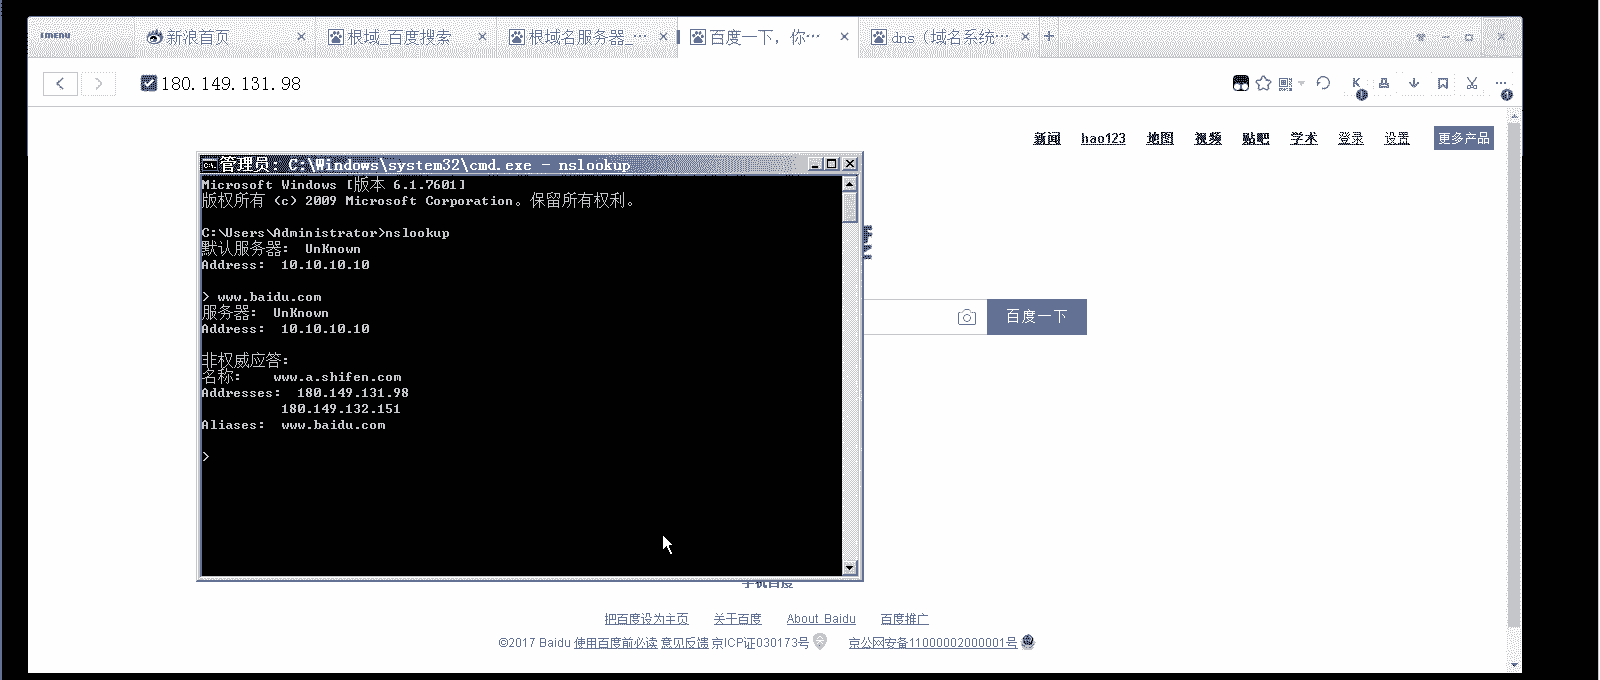 新浪首页
根域_百度搜索
根域名服务器_…
百度一下，你…
dns（域名系统…
180.149.131.98
新闻 hao123 地图 视频 贴吧 学术 登录 设置 更多产品
管理员: C:\Windows\system32\cmd.exe - nslookup
Microsoft Windows [版本 6.1.7601]
版权所有 (c) 2009 Microsoft Corporation。保留所有权利。
C:\Users\Administrator>nslookup
默认服务器:  UnKnown
Address:  10.10.10.10
> www.baidu.com
服务器:  UnKnown
Address:  10.10.10.10
非权威应答:
名称:    www.a.shifen.com
Addresses:  180.149.131.98
180.149.132.151
Aliases:  www.baidu.com
>
百度一下
手机百度
把百度设为主页 关于百度 About Baidu 百度推广
©2017 Baidu 使用百度前必读 意见反馈 京ICP证030173号 京公网安备11000002000001号